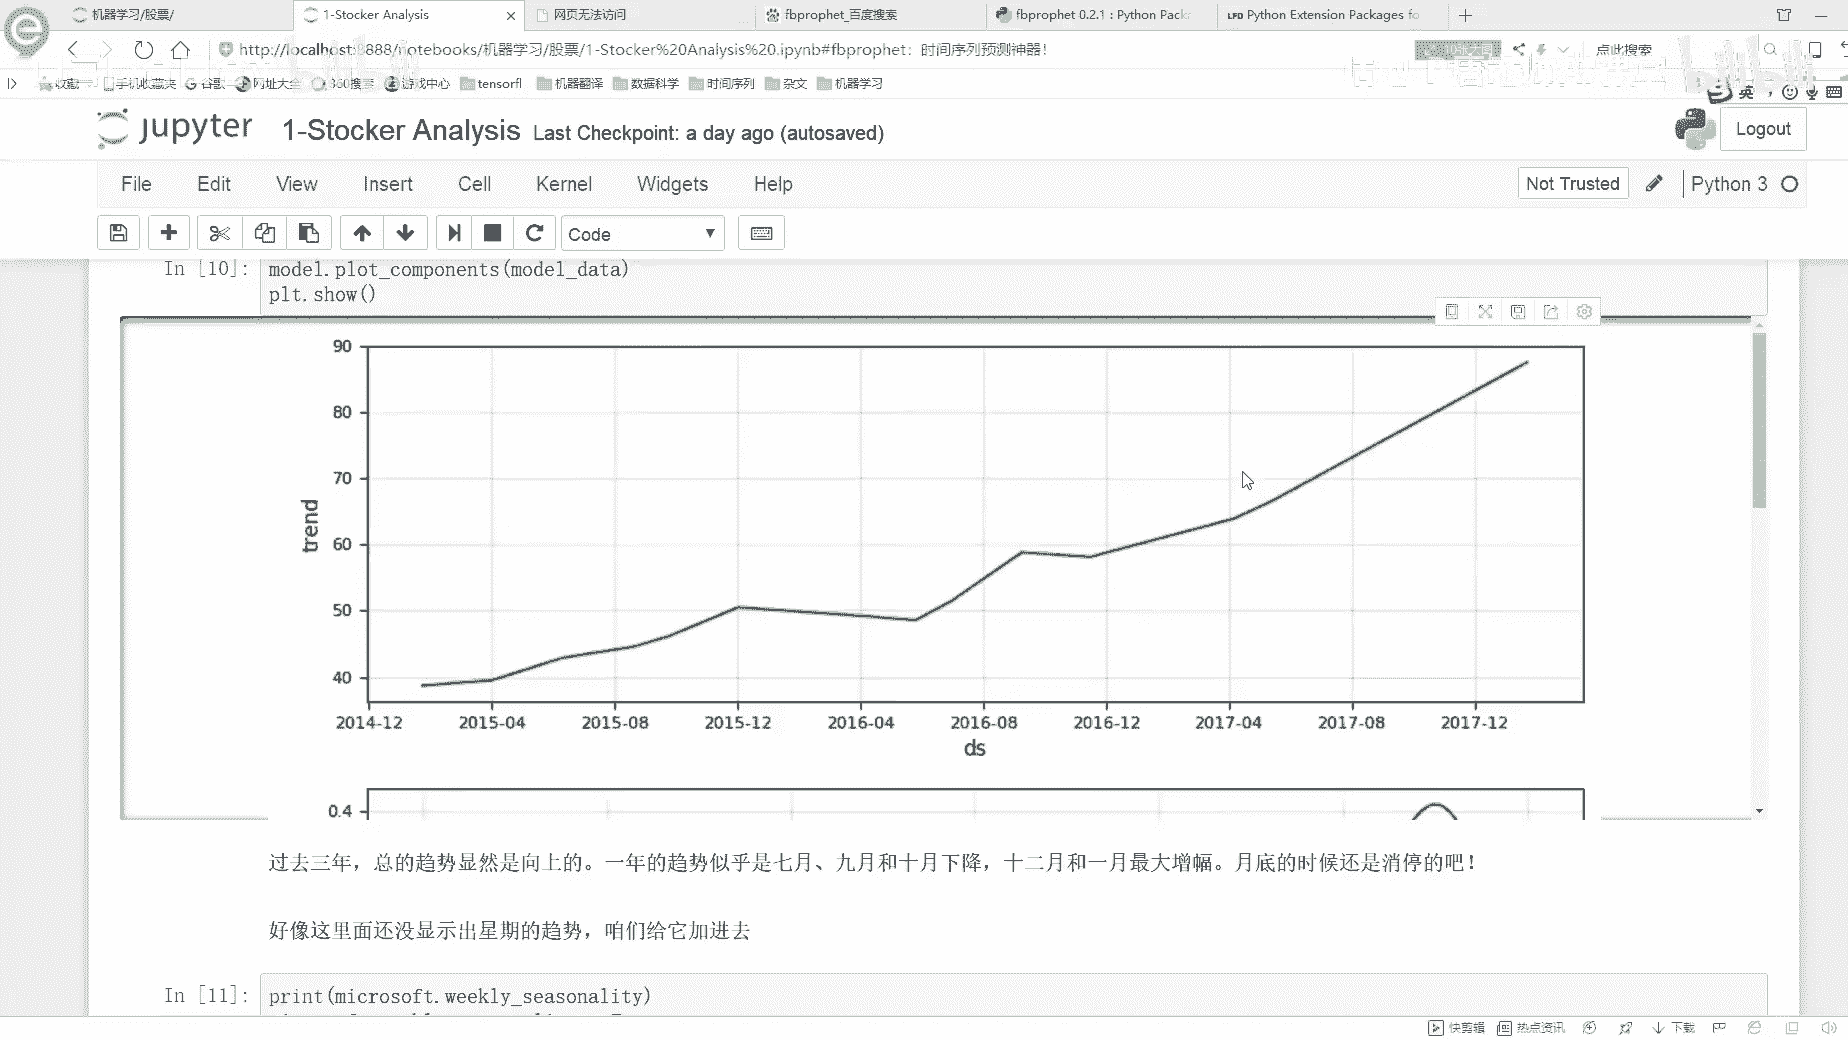 机器学习/股票/
1-Stocker Analysis
网页无法访问
fbprophet_百度搜索
fbprophet 0.2.1 : Python Pack
LFD Python Extension Packages fo
http://localhost:8888/notebooks/机器学习/股票/1-Stocker%20Analysis%20.ipynb#fbprophet：时间序列预测神器！
点此搜索
收藏
手机收藏夹
谷歌
网址大全
360搜索
游戏中心
tensorfl
机器翻译
数据科学
时间序列
杂文
机器学习
英
bilibili
jupyter
1-Stocker Analysis
Last Checkpoint: a day ago (autosaved)
Logout
File Edit View Insert Cell Kernel Widgets Help
Not Trusted
Python 3
Code
In [10]:
model.plot_components(model_data)
plt.show()
90
80
70
60
50
40
trend
2014-12 2015-04 2015-08 2015-12 2016-04 2016-08 2016-12 2017-04 2017-08 2017-12
ds
0.4
过去三年，总的趋势显然是向上的。一年的趋势似乎是七月、九月和十月下降，十二月和一月最大增幅。月底的时候还是消停的吧！
好像这里面还没显示出星期的趋势，咱们给它加进去
In [11]:
print(microsoft.weekly_seasonality)
快剪辑
热点资讯
下载